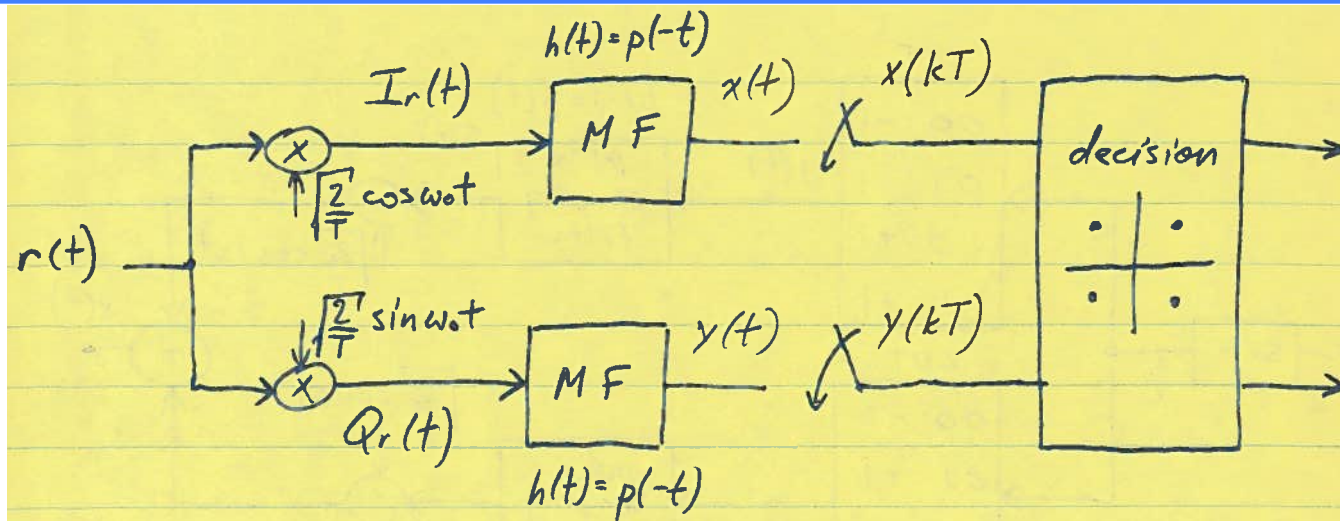 h(t)=p(-t)
Ir(t)
MF
x(t)
x(kT)
decision
√2/T cosω₀t
r(t)
√2/T sinω₀t
Qr(t)
MF
y(t)
y(kT)
h(t)=p(-t)